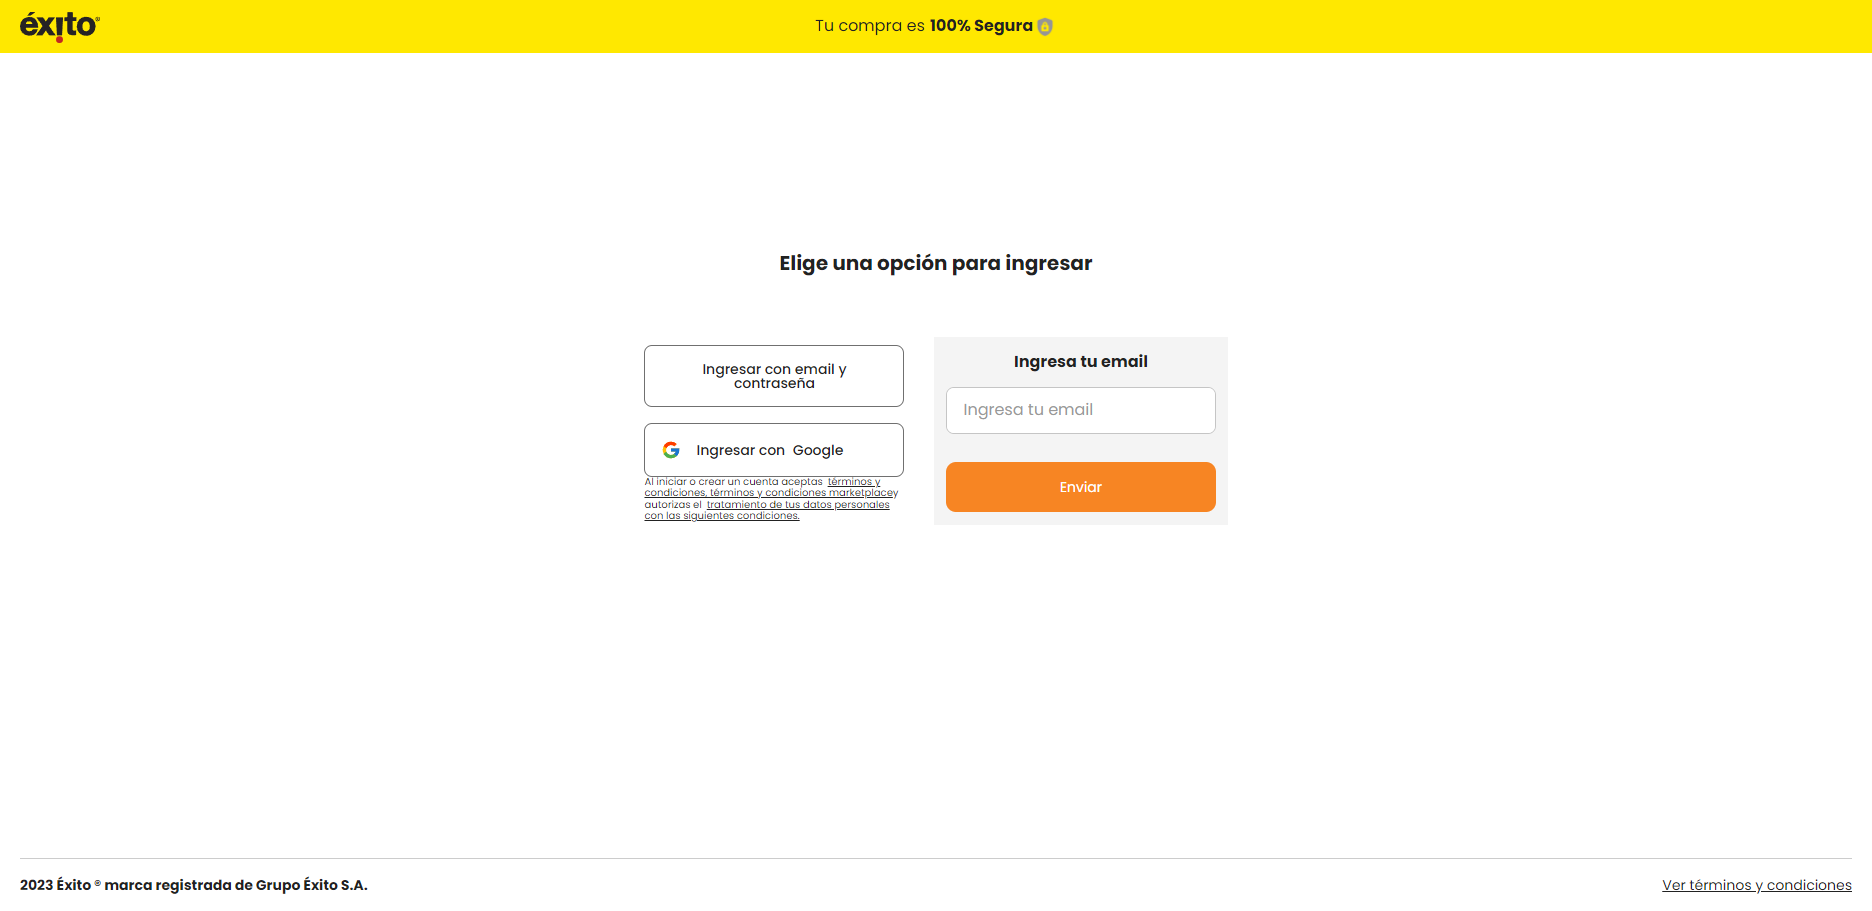 éxito®
Tu compra es 100% Segura
Elige una opción para ingresar
Ingresar con email y
contraseña
Ingresar con Google
Al iniciar o crear un cuenta aceptas términos y
condiciones, términos y condiciones marketplacey
autorizas el tratamiento de tus datos personales
con las siguientes condiciones.
Ingresa tu email
Ingresa tu email
Enviar
2023 Éxito ® marca registrada de Grupo Éxito S.A.
Ver términos y condiciones